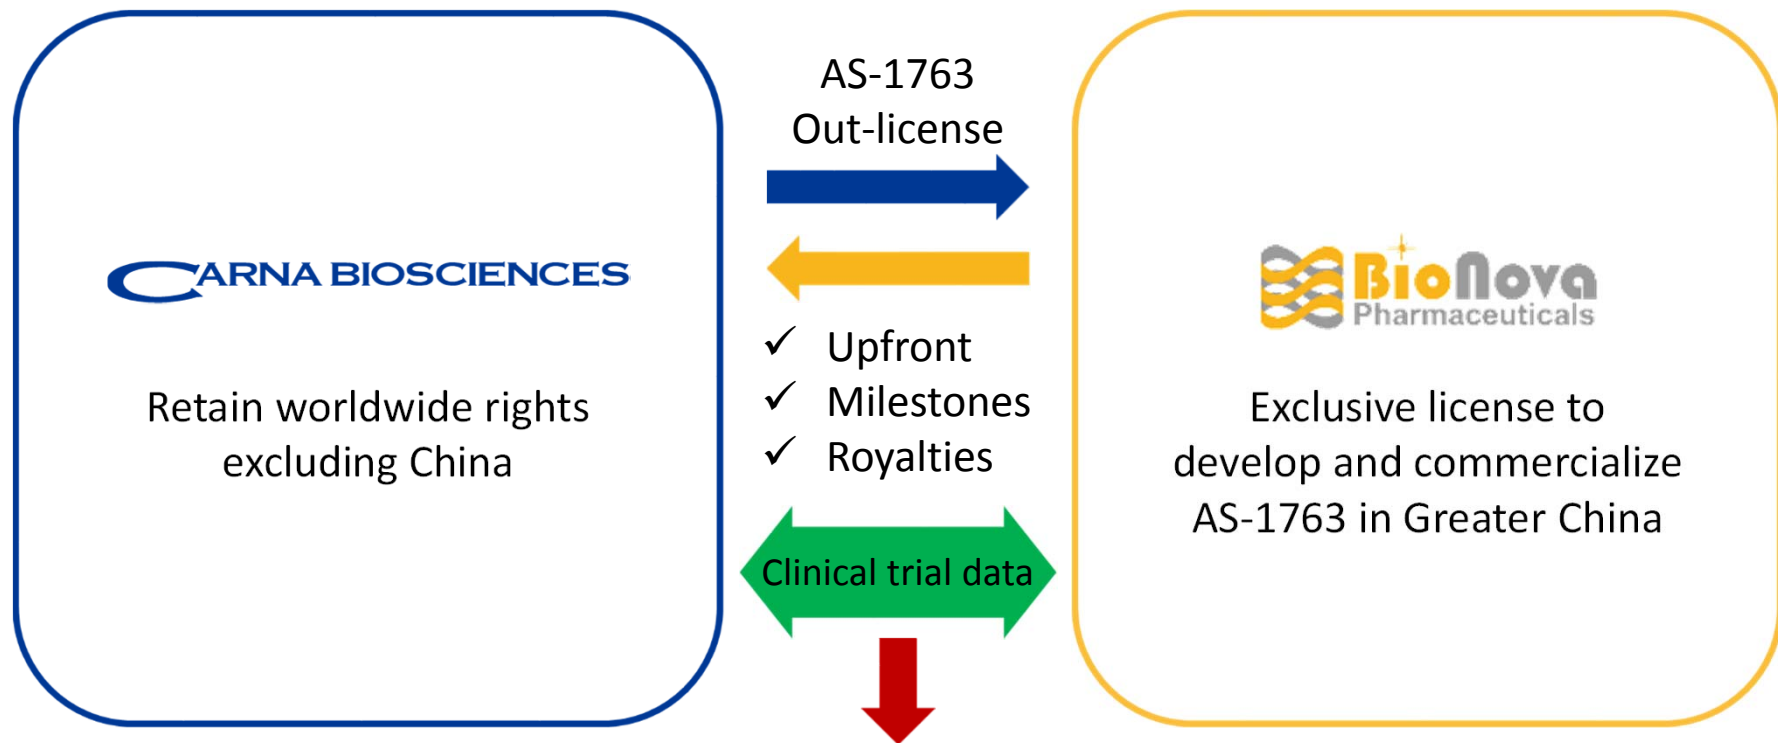 CARNA BIOSCIENCES
Retain worldwide rights
excluding China
AS-1763
Out-license
✓ Upfront
✓ Milestones
✓ Royalties
Clinical trial data
BioNova
Pharmaceuticals
Exclusive license to
develop and commercialize
AS-1763 in Greater China